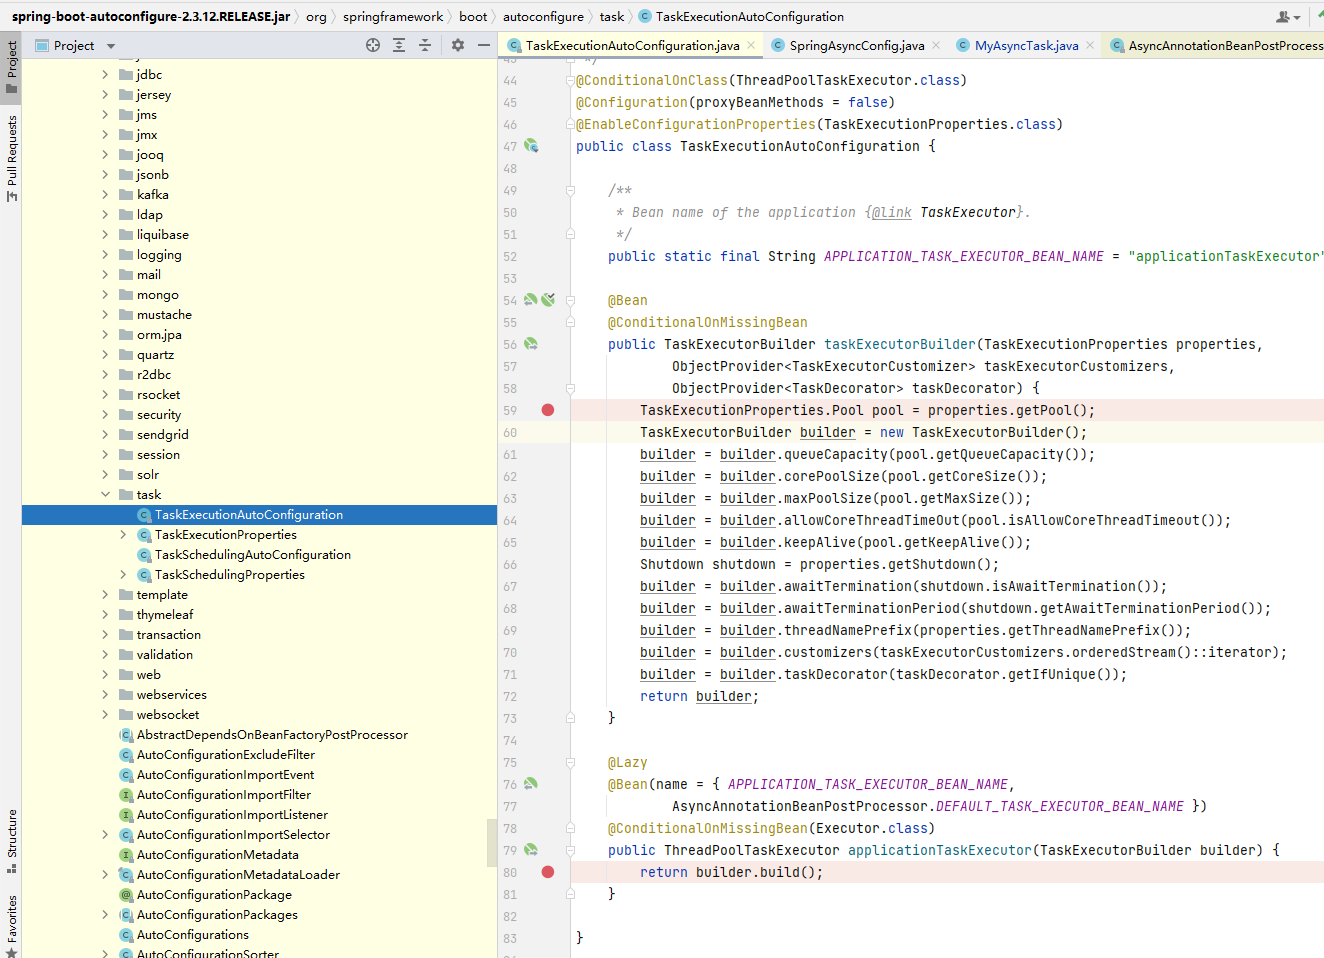 spring-boot-autoconfigure-2.3.12.RELEASE.jar org springframework boot autoconfigure task TaskExecutionAutoConfiguration
Project
Pull Requests
Structure
Favorites
Project
jdbc
jersey
jms
jmx
jooq
jsonb
kafka
ldap
liquibase
logging
mail
mongo
mustache
orm.jpa
quartz
r2dbc
rsocket
security
sendgrid
session
solr
task
TaskExecutionAutoConfiguration
TaskExecutionProperties
TaskSchedulingAutoConfiguration
TaskSchedulingProperties
template
thymeleaf
transaction
validation
web
webservices
websocket
AbstractDependsOnBeanFactoryPostProcessor
AutoConfigurationExcludeFilter
AutoConfigurationImportEvent
AutoConfigurationImportFilter
AutoConfigurationImportListener
AutoConfigurationImportSelector
AutoConfigurationMetadata
AutoConfigurationMetadataLoader
AutoConfigurationPackage
AutoConfigurationPackages
AutoConfigurations
AutoConfigurationSorter
TaskExecutionAutoConfiguration.java SpringAsyncConfig.java MyAsyncTask.java AsyncAnnotationBeanPostProcess
43 */
44 @ConditionalOnClass(ThreadPoolTaskExecutor.class)
45 @Configuration(proxyBeanMethods = false)
46 @EnableConfigurationProperties(TaskExecutionProperties.class)
47 public class TaskExecutionAutoConfiguration {
48
49 /**
50 * Bean name of the application {@link TaskExecutor}.
51 */
52 public static final String APPLICATION_TASK_EXECUTOR_BEAN_NAME = "applicationTaskExecutor"
53
54 @Bean
55 @ConditionalOnMissingBean
56 public TaskExecutorBuilder taskExecutorBuilder(TaskExecutionProperties properties,
57 ObjectProvider<TaskExecutorCustomizer> taskExecutorCustomizers,
58 ObjectProvider<TaskDecorator> taskDecorator) {
59 TaskExecutionProperties.Pool pool = properties.getPool();
60 TaskExecutorBuilder builder = new TaskExecutorBuilder();
61 builder = builder.queueCapacity(pool.getQueueCapacity());
62 builder = builder.corePoolSize(pool.getCoreSize());
63 builder = builder.maxPoolSize(pool.getMaxSize());
64 builder = builder.allowCoreThreadTimeOut(pool.isAllowCoreThreadTimeout());
65 builder = builder.keepAlive(pool.getKeepAlive());
66 Shutdown shutdown = properties.getShutdown();
67 builder = builder.awaitTermination(shutdown.isAwaitTermination());
68 builder = builder.awaitTerminationPeriod(shutdown.getAwaitTerminationPeriod());
69 builder = builder.threadNamePrefix(properties.getThreadNamePrefix());
70 builder = builder.customizers(taskExecutorCustomizers.orderedStream()::iterator);
71 builder = builder.taskDecorator(taskDecorator.getIfUnique());
72 return builder;
73 }
74
75 @Lazy
76 @Bean(name = { APPLICATION_TASK_EXECUTOR_BEAN_NAME,
77 AsyncAnnotationBeanPostProcessor.DEFAULT_TASK_EXECUTOR_BEAN_NAME })
78 @ConditionalOnMissingBean(Executor.class)
79 public ThreadPoolTaskExecutor applicationTaskExecutor(TaskExecutorBuilder builder) {
80 return builder.build();
81 }
82
83 }